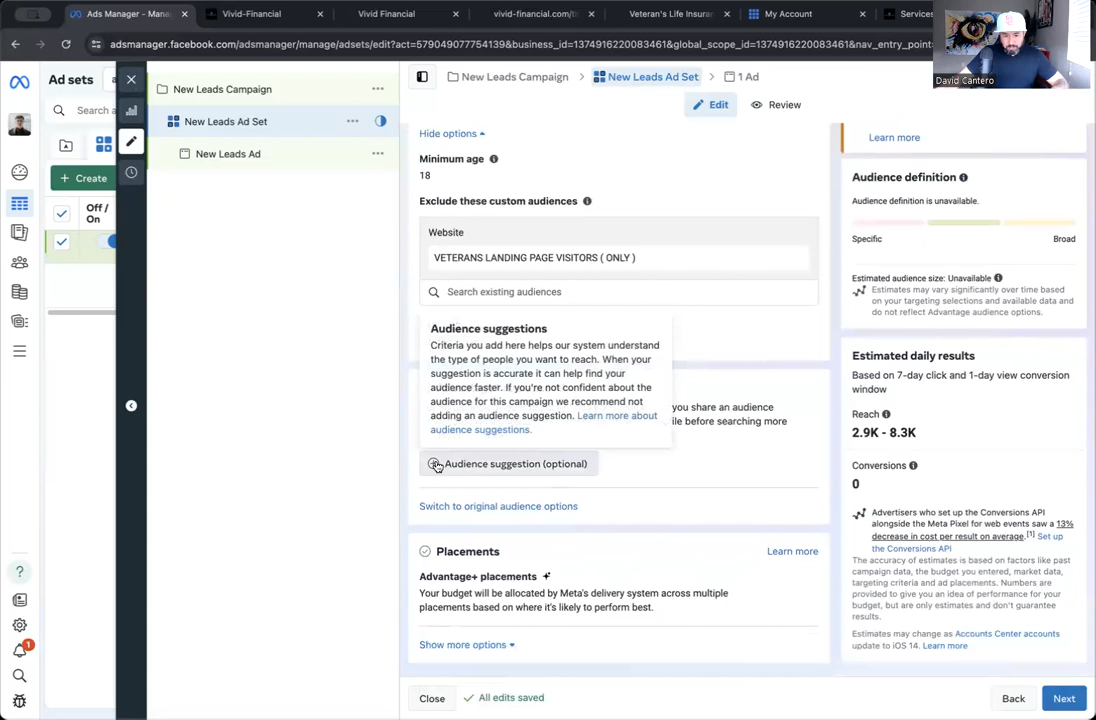 Ads Manager - Mana
Vivid-Financial
Vivid Financial
vivid-financial.com/th
Veteran's Life Insura
My Account
Services
adsmanager.facebook.com/adsmanager/manage/adsets/edit?act=579049077754139&business_id=1374916220083461&global_scope_id=1374916220083461&nav_entry_point
David Cantero
Ad sets
Search a
+ Create
Off /
On
New Leads Campaign
New Leads Ad Set
New Leads Ad
New Leads Campaign > New Leads Ad Set > 1 Ad
Edit
Review
Hide options
Minimum age
18
Exclude these custom audiences
Website
VETERANS LANDING PAGE VISITORS ( ONLY )
Search existing audiences
Audience suggestions
Criteria you add here helps our system understand
the type of people you want to reach. When your
suggestion is accurate it can help find your
audience faster. If you're not confident about the
audience for this campaign we recommend not
adding an audience suggestion. Learn more about
audience suggestions.
you share an audience
le before searching more
Audience suggestion (optional)
Switch to original audience options
Placements
Learn more
Advantage+ placements
Your budget will be allocated by Meta's delivery system across multiple
placements based on where it's likely to perform best.
Show more options
Learn more
Audience definition
Audience definition is unavailable.
Specific
Broad
Estimated audience size: Unavailable
Estimates may vary significantly over time based
on your targeting selections and available data and
do not reflect Advantage audience options.
Estimated daily results
Based on 7-day click and 1-day view conversion
window
Reach
2.9K - 8.3K
Conversions
0
Advertisers who set up the Conversions API
alongside the Meta Pixel for web events saw a 13%
decrease in cost per result on average.[1] Set up
the Conversions API
The accuracy of estimates is based on factors like past
campaign data, the budget you entered, market data,
targeting criteria and ad placements. Numbers are
provided to give you an idea of performance for your
budget, but are only estimates and don't guarantee
results.
Estimates may change as Accounts Center accounts
update to iOS 14. Learn more
1
Close
All edits saved
Back
Next